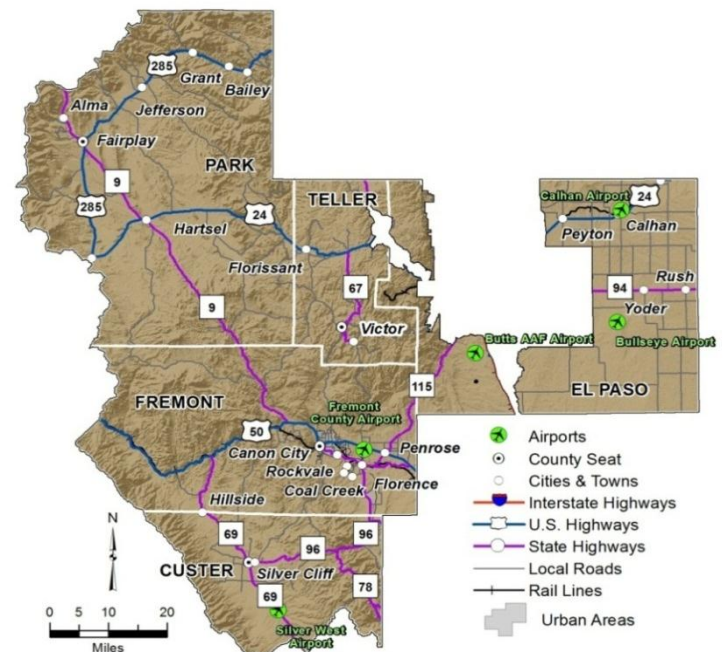 285
Grant
Bailey
Alma
Jefferson
Fairplay
PARK
9
TELLER
Calhan Airport
24
285
24
Peyton
Calhan
Hartsel
Florissant
67
94
Rush
9
Yoder
Victor
Bullseye Airport
Butts AAF Airport
115
EL PASO
FREMONT
Fremont
County Airport
50
Canon City
Penrose
Rockvale
Florence
Coal Creek
Hillside
N
69
96
96
CUSTER
Silver Cliff
69
78
Silver West
Airport
0 5 10 20
Miles
Airports
County Seat
Cities & Towns
Interstate Highways
U.S. Highways
State Highways
Local Roads
Rail Lines
Urban Areas